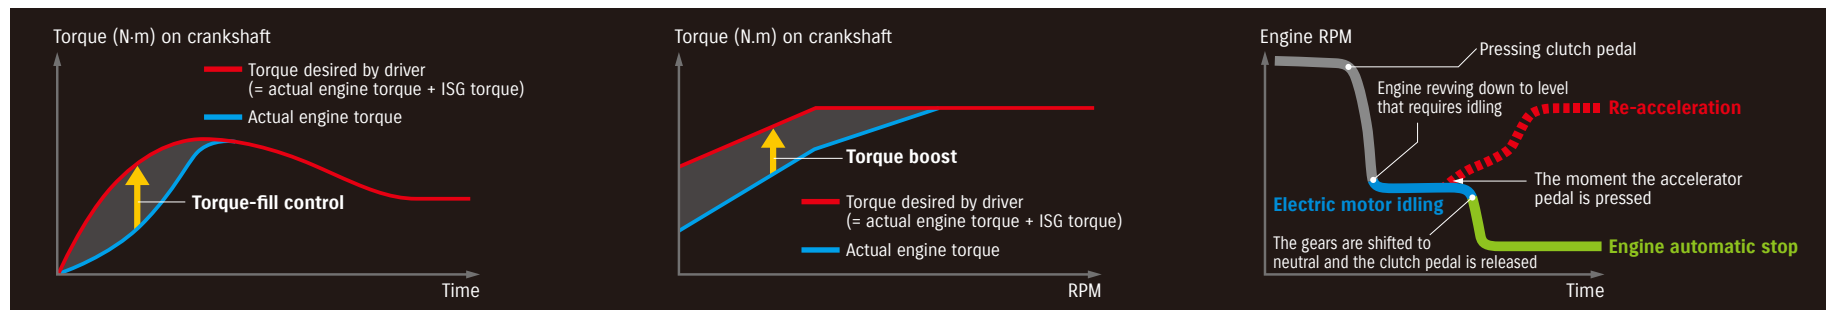 Torque (N·m) on crankshaft
Torque desired by driver
(= actual engine torque + ISG torque)
Actual engine torque
Torque-fill control
Time
Torque (N.m) on crankshaft
Torque boost
Torque desired by driver
(= actual engine torque + ISG torque)
Actual engine torque
RPM
Engine RPM
Pressing clutch pedal
Engine revving down to level
that requires idling
Re-acceleration
The moment the accelerator
pedal is pressed
Electric motor idling
The gears are shifted to
neutral and the clutch pedal is released
Engine automatic stop
Time